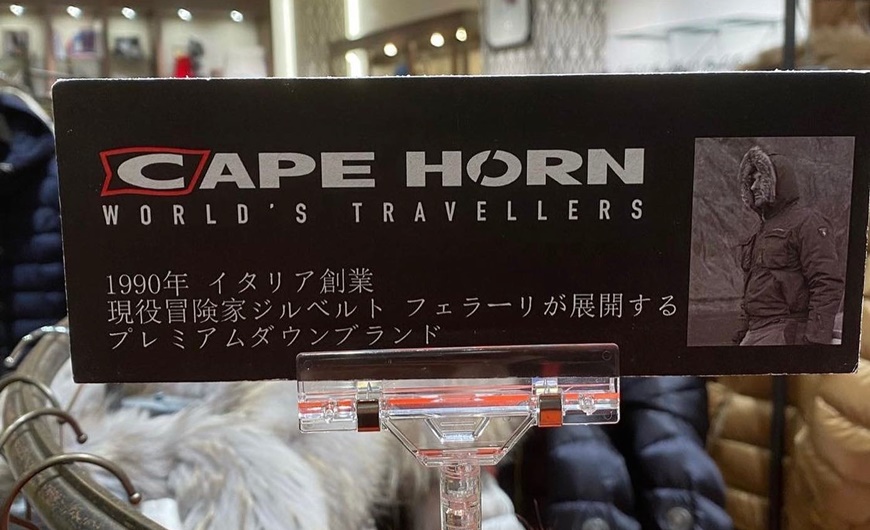 CAPE HORN
WORLD'S TRAVELLERS
1990年 イタリア創業
現役冒険家ジルベルト フェラーリが展開する
プレミアムダウンブランド